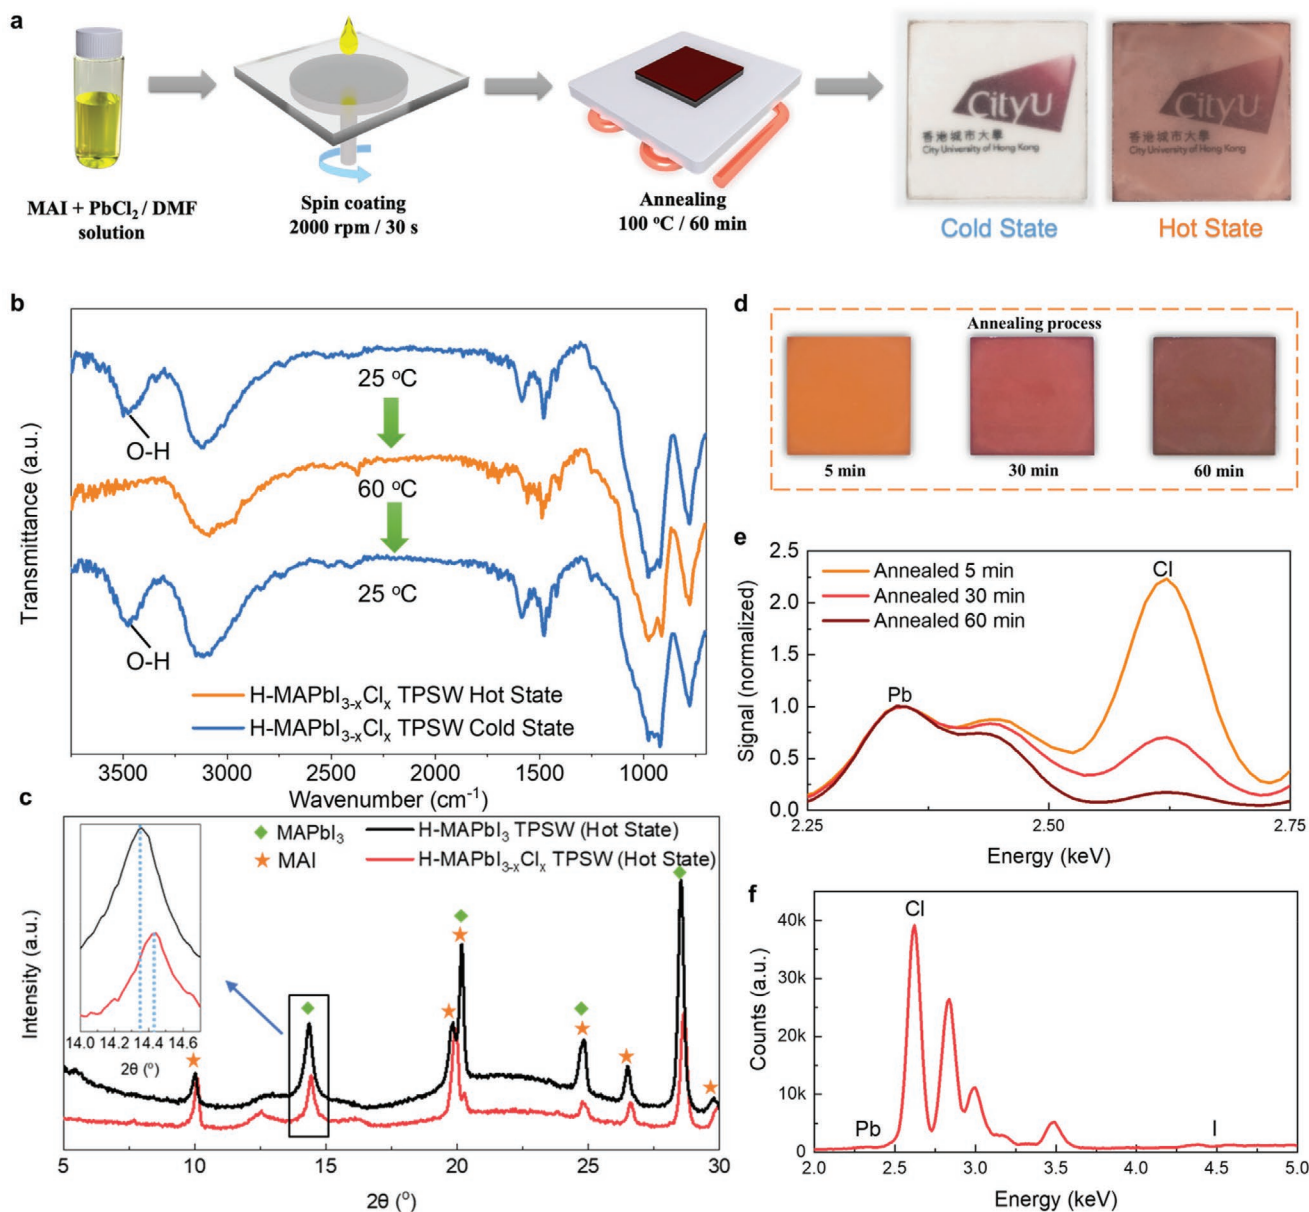 a
MAI + PbCl₂ / DMF
solution
Spin coating
2000 rpm / 30 s
Annealing
100 °C / 60 min
CityU
香港城市大學
City University of Hong Kong
Cold State
CityU
香港城市大學
City University of Hong Kong
Hot State
b
Transmittance (a.u.)
25 °C
O-H
60 °C
25 °C
O-H
H-MAPbI₃₋ₓClₓ TPSW Hot State
H-MAPbI₃₋ₓClₓ TPSW Cold State
3500 3000 2500 2000 1500 1000
Wavenumber (cm⁻¹)
c
Intensity (a.u.)
MAPbI₃
MAI
H-MAPbI₃ TPSW (Hot State)
H-MAPbI₃₋ₓClₓ TPSW (Hot State)
14.0 14.2 14.4 14.6
2θ (°)
5 10 15 20 25 30
2θ (°)
d
Annealing process
5 min
30 min
60 min
e
Signal (normalized)
2.5
2.0
1.5
1.0
0.5
0.0
Annealed 5 min
Annealed 30 min
Annealed 60 min
Pb
Cl
2.25 2.50 2.75
Energy (keV)
f
Counts (a.u.)
40k
30k
20k
10k
0
Cl
Pb
I
2.0 2.5 3.0 3.5 4.0 4.5 5.0
Energy (keV)